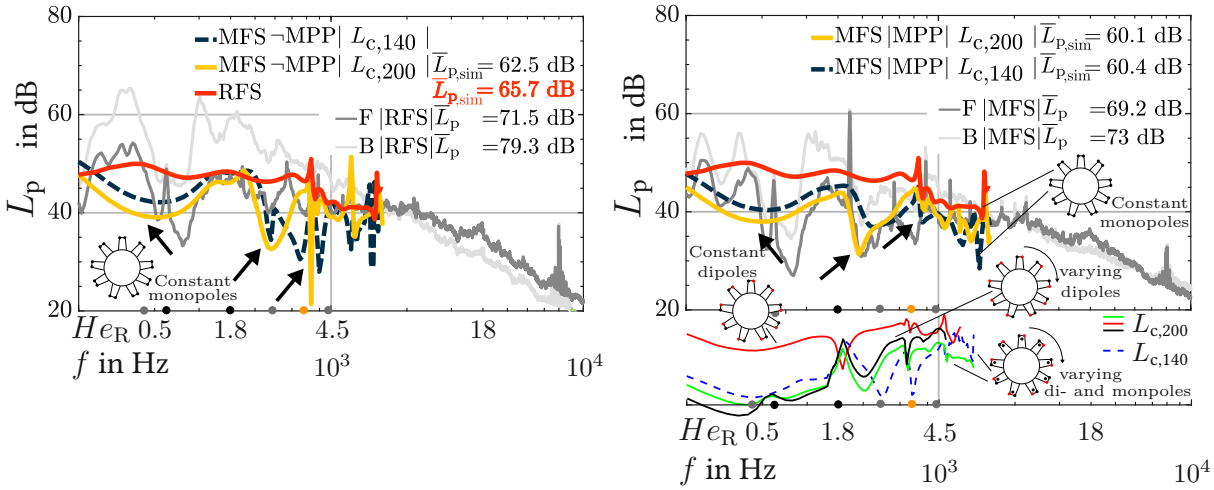 80
MFS ¬MPP| L_c,140 |
MFS ¬MPP| L_c,200 | L̅_p,sim = 62.5 dB
RFS L̅_p,sim = 65.7 dB
F |RFS| L̅_p =71.5 dB
B |RFS| L̅_p =79.3 dB
60
40
20
L_p in dB
Constant
monopoles
He_R 0.5 1.8 4.5 18
f in Hz 10^3 10^4
80
MFS |MPP| L_c,200 | L̅_p,sim = 60.1 dB
MFS |MPP| L_c,140 | L̅_p,sim = 60.4 dB
F |MFS| L̅_p =69.2 dB
B |MFS| L̅_p =73 dB
60
40
20
L_p in dB
Constant
monopoles
Constant
dipoles
varying
dipoles
L_c,200
L_c,140
varying
di- and monpoles
He_R 0.5 1.8 4.5 18
f in Hz 10^3 10^4